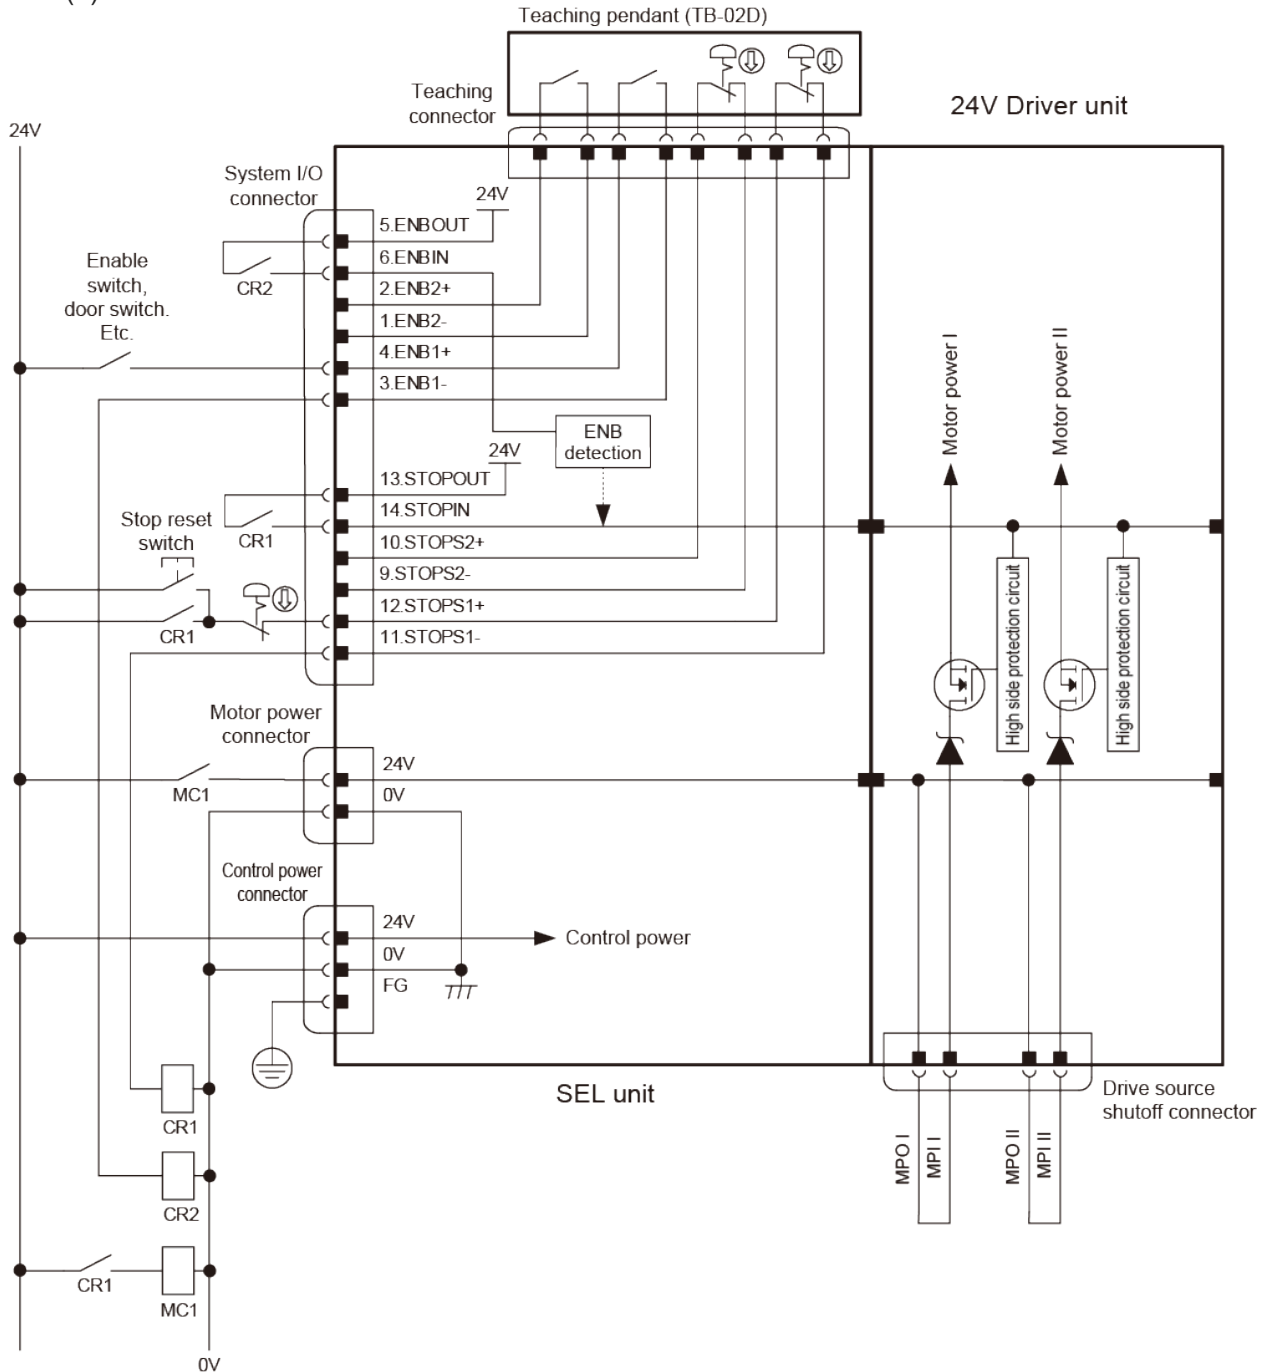 Teaching pendant (TB-02D)
Teaching
connector
24V Driver unit
24V
System I/O
connector
24V
5.ENBOUT
6.ENBIN
CR2
2.ENB2+
1.ENB2-
4.ENB1+
3.ENB1-
Enable
switch,
door switch.
Etc.
ENB
detection
Motor power I
Motor power II
24V
13.STOPOUT
14.STOPIN
CR1
10.STOPS2+
9.STOPS2-
12.STOPS1+
11.STOPS1-
Stop reset
switch
CR1
High side protection circuit
High side protection circuit
Motor power
connector
24V
0V
MC1
Control power
connector
24V
0V
FG
Control power
SEL unit
Drive source
shutoff connector
MPO I
MPI I
MPO II
MPI II
CR1
CR2
CR1
MC1
0V